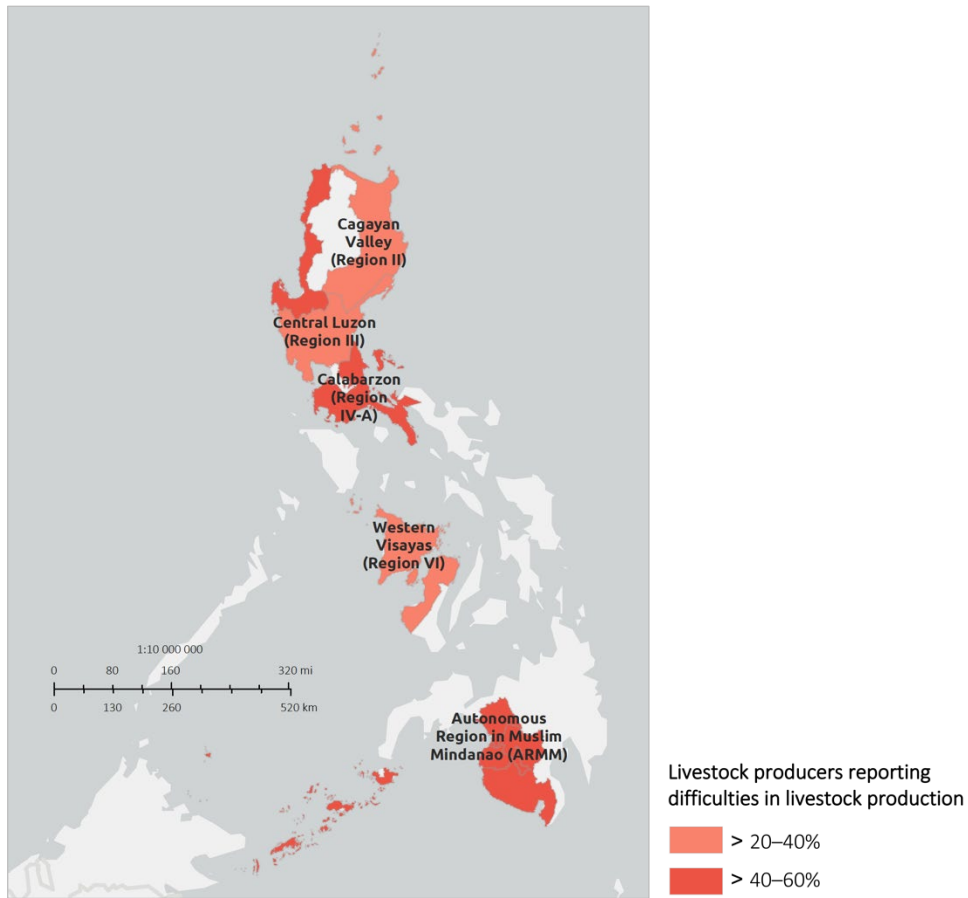 Cagayan
Valley
(Region II)
Central Luzon
(Region III)
Calabarzon
(Region
IV-A)
Western
Visayas
(Region VI)
1:10 000 000
0 80 160 320 mi
0 130 260 520 km
Autonomous
Region in Muslim
Mindanao (ARMM)
Livestock producers reporting
difficulties in livestock production
> 20–40%
> 40–60%